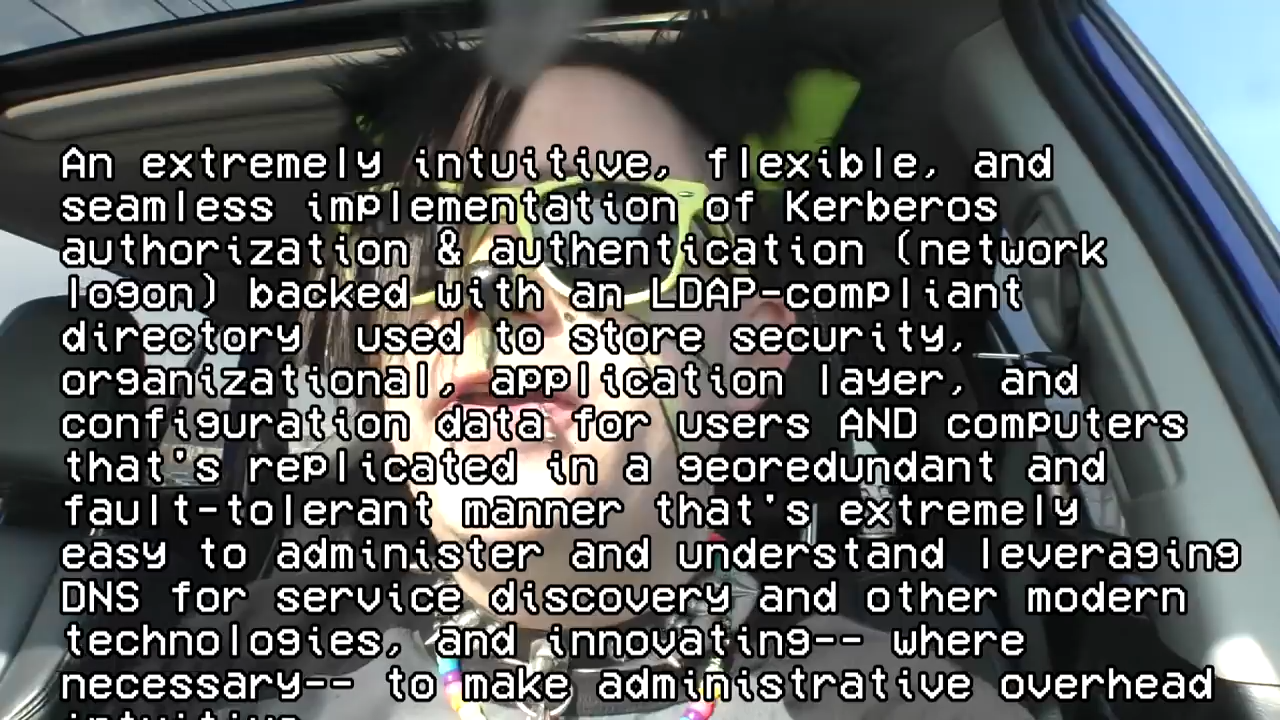 An extremely intuitive, flexible, and
seamless implementation of Kerberos
authorization & authentication (network
logon) backed with an LDAP-compliant
directory  used to store security,
organizational, application layer, and
configuration data for users AND computers
that's replicated in a georedundant and
fault-tolerant manner that's extremely
easy to administer and understand leveraging
DNS for service discovery and other modern
technologies, and innovating-- where
necessary-- to make administrative overhead
intuitive